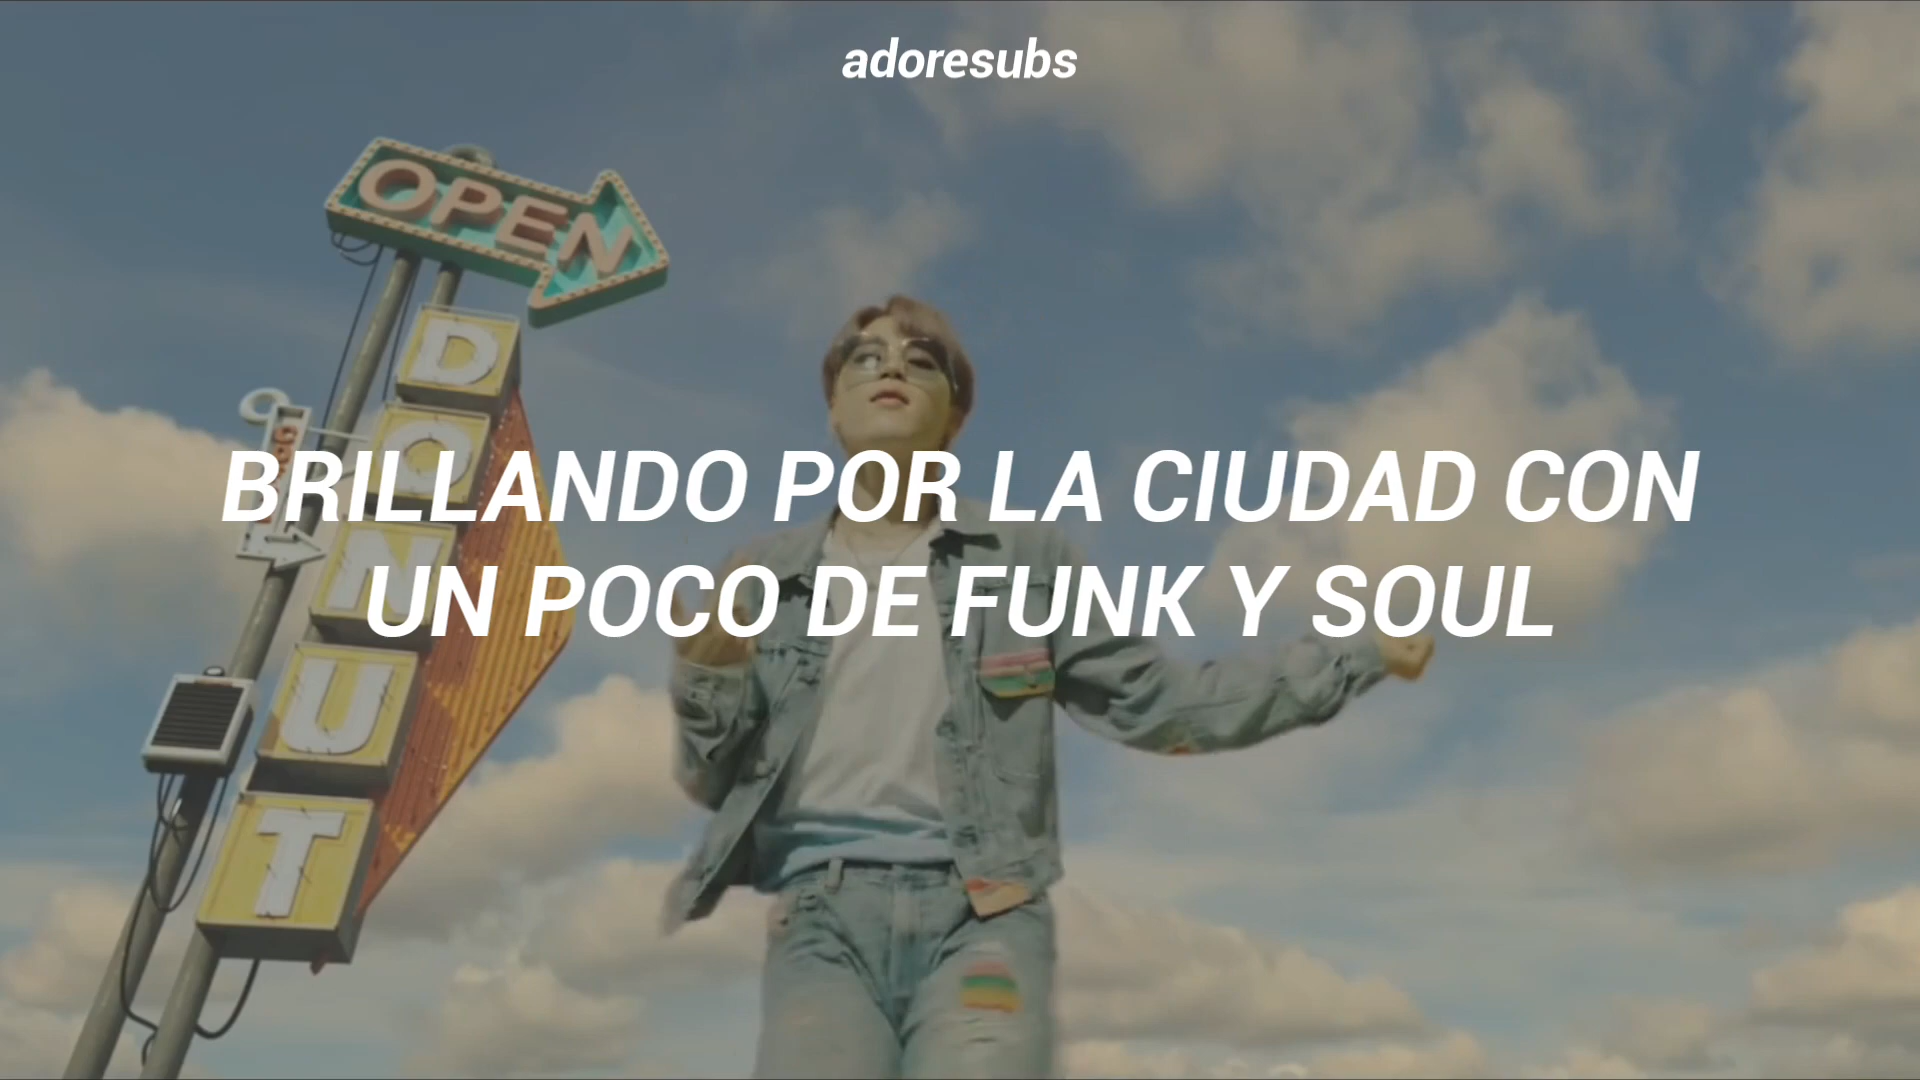 adoresubs
OPEN
DONUT
BRILLANDO POR LA CIUDAD CON
UN POCO DE FUNK Y SOUL